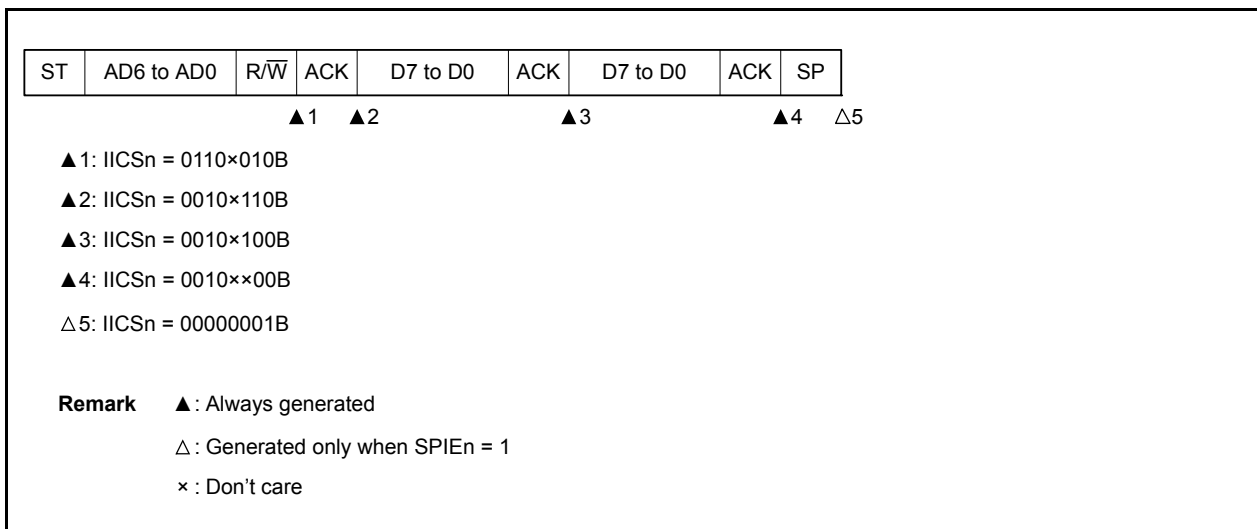 ST AD6 to AD0 R/W̅ ACK D7 to D0 ACK D7 to D0 ACK SP
▲1 ▲2 ▲3 ▲4 △5
▲1: IICSn = 0110×010B
▲2: IICSn = 0010×110B
▲3: IICSn = 0010×100B
▲4: IICSn = 0010××00B
△5: IICSn = 00000001B
Remark ▲: Always generated
△: Generated only when SPIEn = 1
×: Don't care